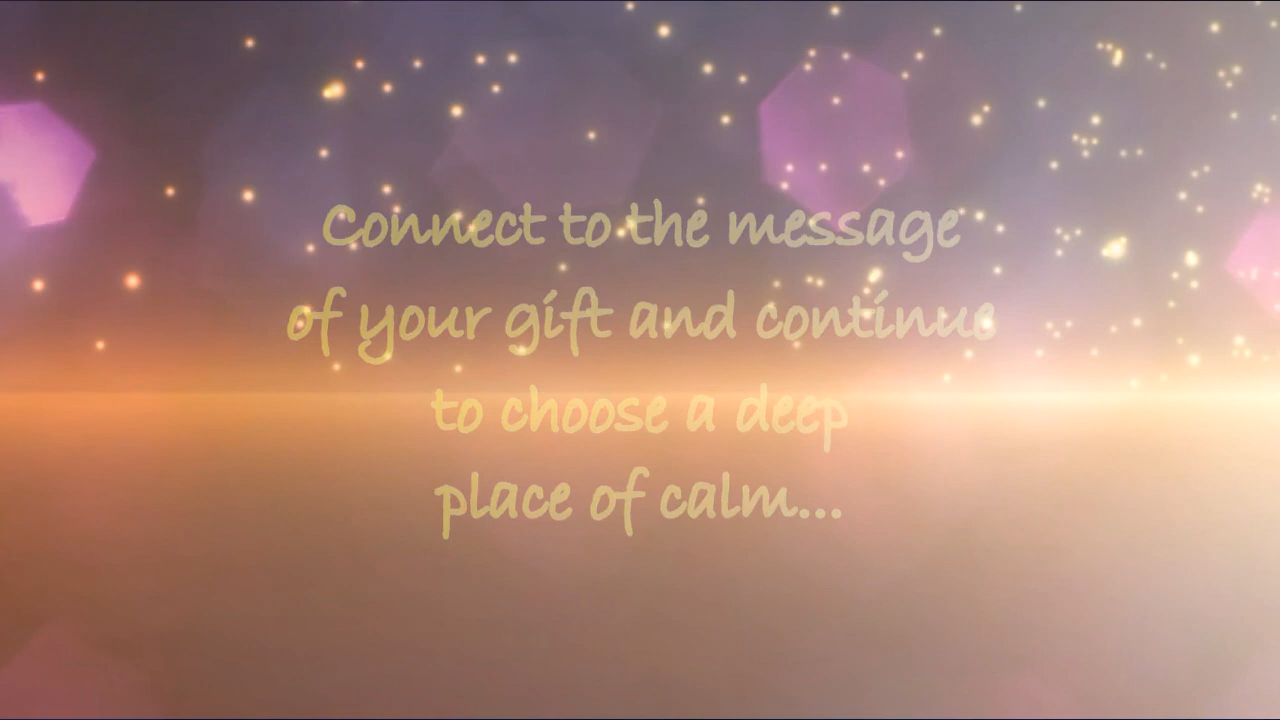 Connect to the message
of your gift and continue
to choose a deep
place of calm...